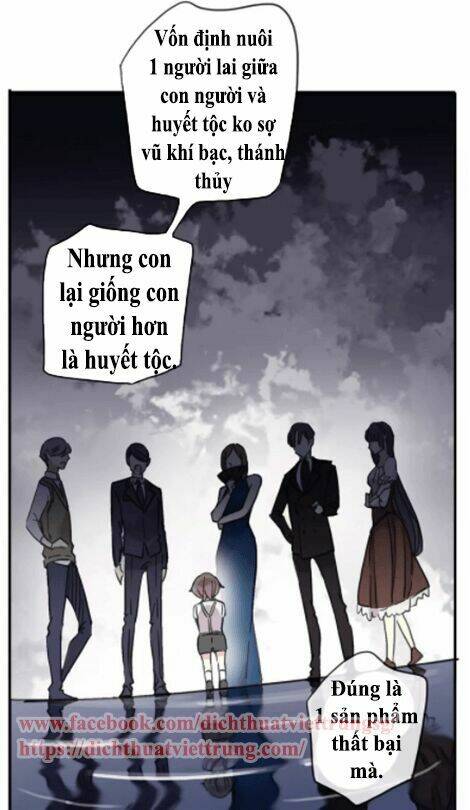 Vốn định nuôi
1 người lai giữa
con người và
huyết tộc ko sợ
vũ khí bạc, thánh
thủy
Nhưng con
lại giống con
người hơn
là huyết tộc.
Đúng là
1 sản phẩm
thất bại
mà.
www.facebook.com/dichthuatviettrung.sg/
https://dichthuatviettrung.com/